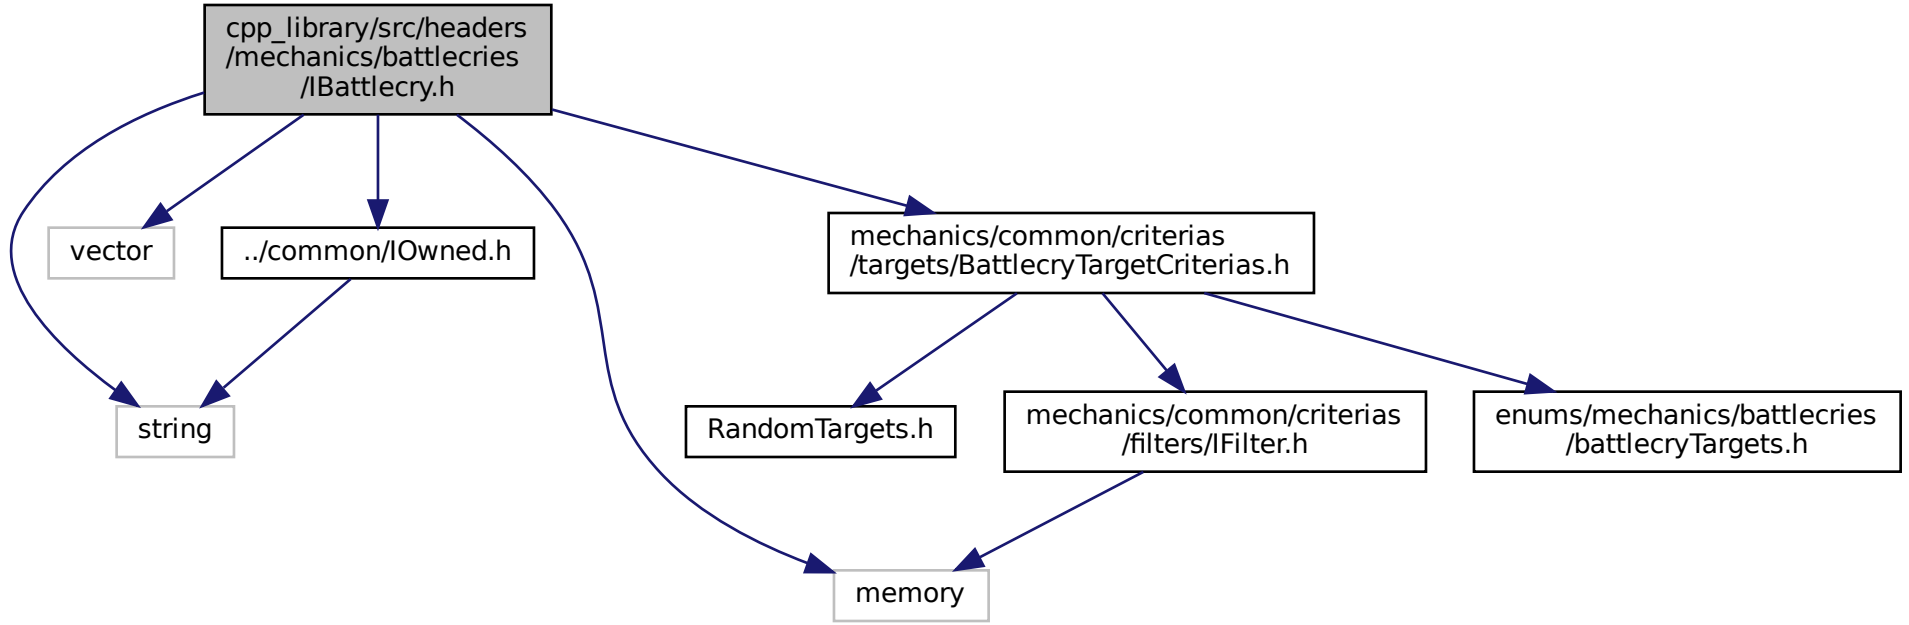 cpp_library/src/headers
/mechanics/battlecries
/IBattlecry.h
vector
../common/IOwned.h
mechanics/common/criterias
/targets/BattlecryTargetCriterias.h
string
RandomTargets.h
mechanics/common/criterias
/filters/IFilter.h
enums/mechanics/battlecries
/battlecryTargets.h
memory